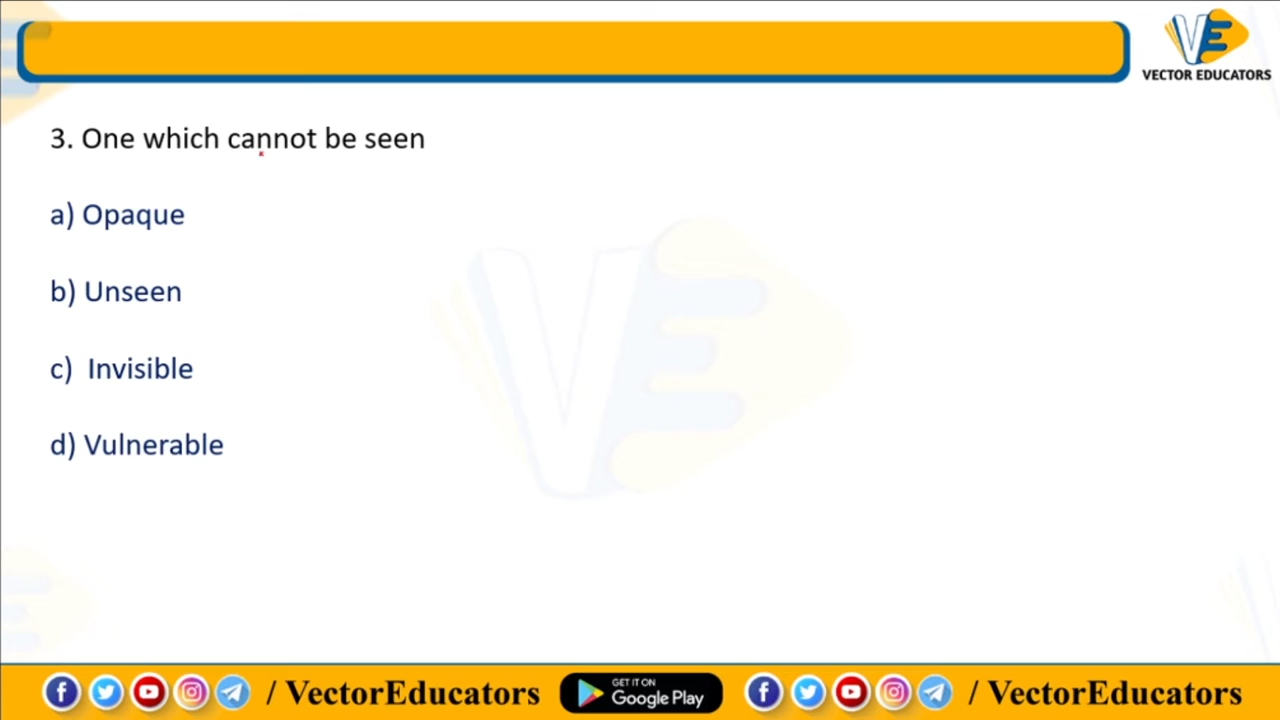 VE
VECTOR EDUCATORS
3. One which cannot be seen
a) Opaque
b) Unseen
c) Invisible
d) Vulnerable
/ VectorEducators GET IT ON Google Play / VectorEducators